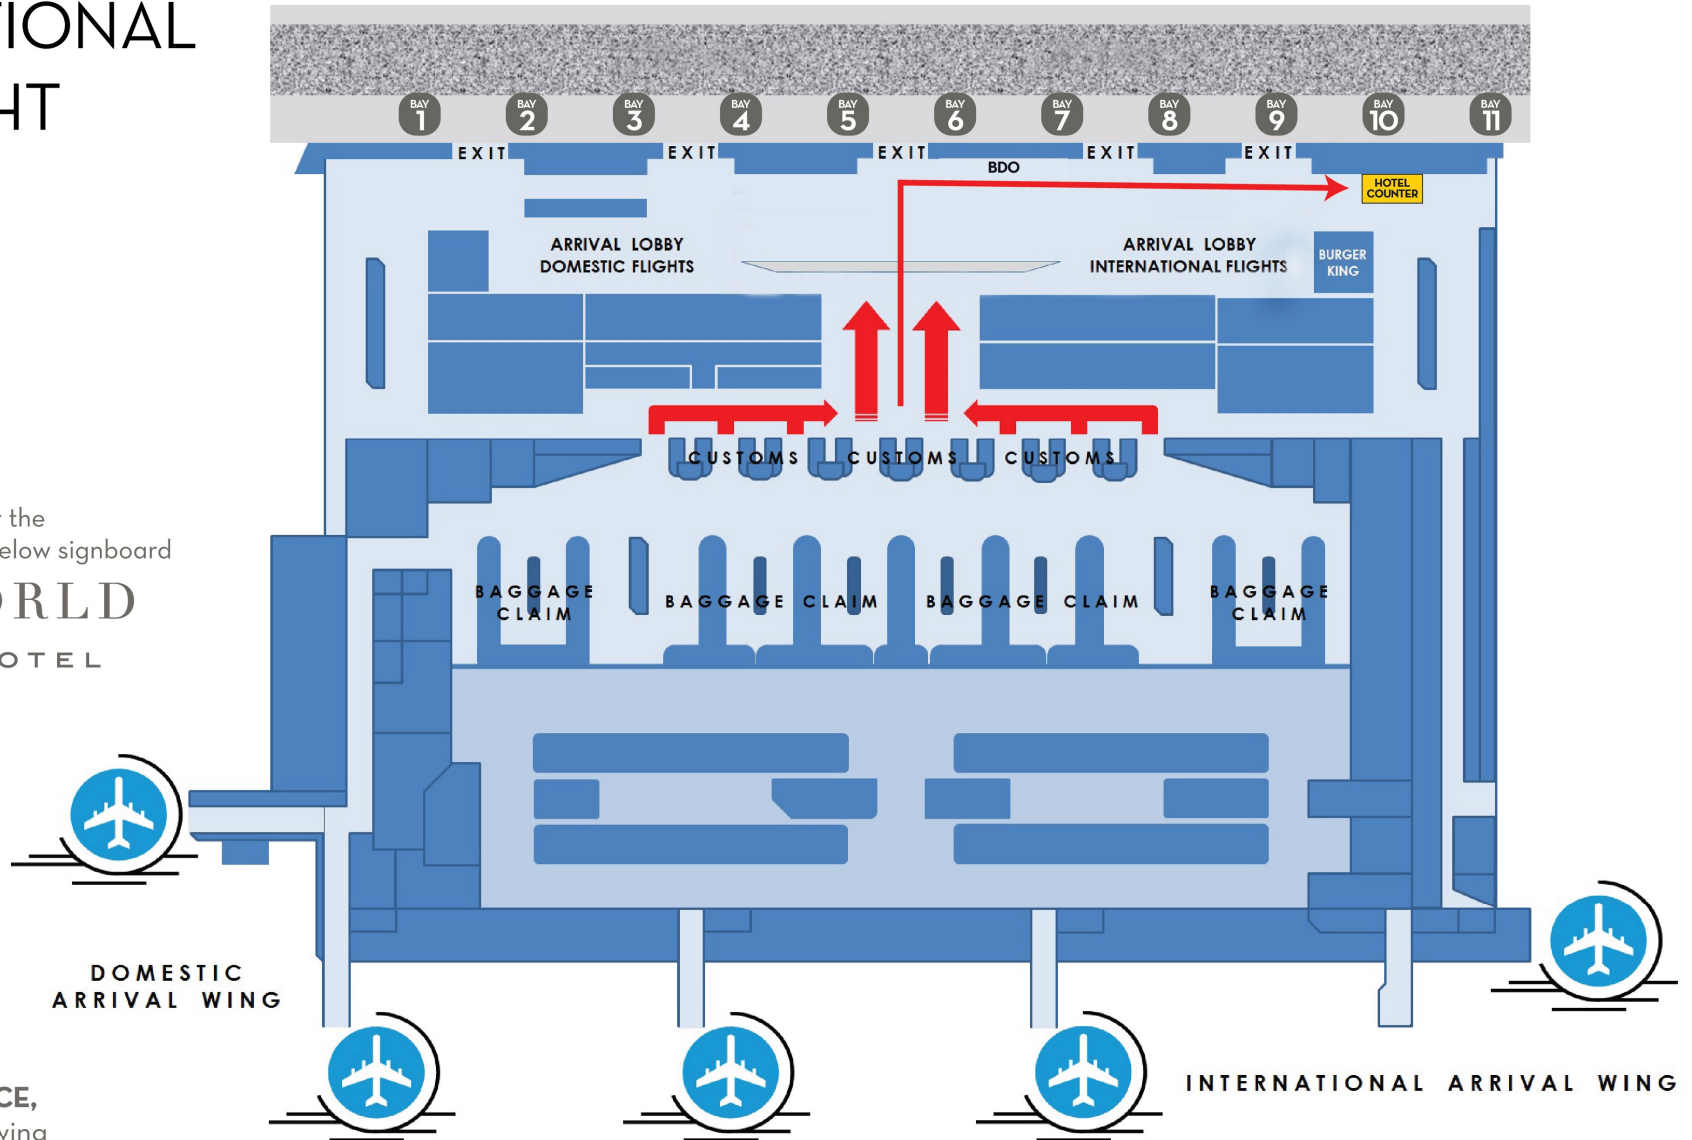 TIONAL
HT
BAY 1
BAY 2
BAY 3
BAY 4
BAY 5
BAY 6
BAY 7
BAY 8
BAY 9
BAY 10
BAY 11
EXIT
EXIT
EXIT
EXIT
EXIT
BDO
HOTEL
COUNTER
ARRIVAL LOBBY
DOMESTIC FLIGHTS
ARRIVAL LOBBY
INTERNATIONAL FLIGHTS
BURGER
KING
CUSTOMS
CUSTOMS
CUSTOMS
the
elow signboard
ORLD
OTEL
BAGGAGE
CLAIM
BAGGAGE CLAIM
BAGGAGE CLAIM
BAGGAGE
CLAIM
DOMESTIC
ARRIVAL WING
INTERNATIONAL ARRIVAL WING
CE,
wing